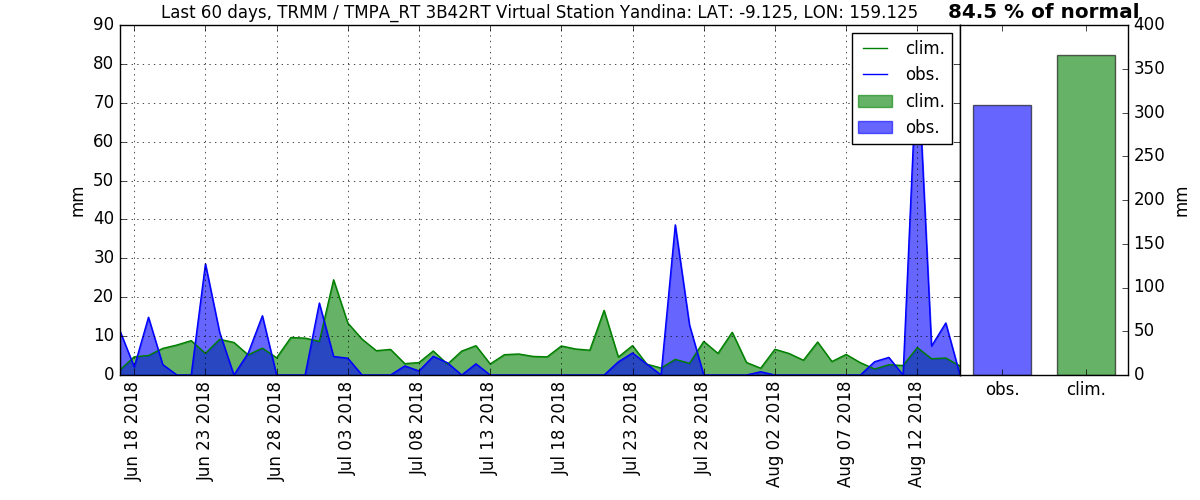 Last 60 days, TRMM / TMPA_RT 3B42RT Virtual Station Yandina: LAT: -9.125, LON: 159.125
84.5 % of normal
90
80
70
60
50
40
30
20
10
0
mm
clim.
obs.
clim.
obs.
400
350
300
250
200
150
100
50
0
mm
Jun 18 2018
Jun 23 2018
Jun 28 2018
Jul 03 2018
Jul 08 2018
Jul 13 2018
Jul 18 2018
Jul 23 2018
Jul 28 2018
Aug 02 2018
Aug 07 2018
Aug 12 2018
obs.
clim.